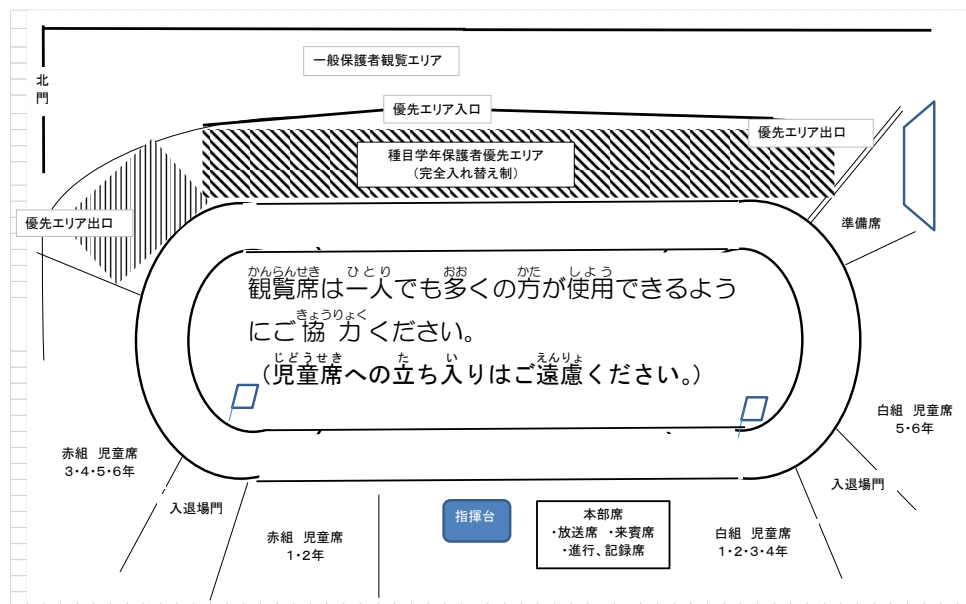 一般保護者観覧エリア
北門
優先エリア入口
優先エリア出口
種目学年保護者優先エリア
（完全入れ替え制）
優先エリア出口
準備席
かんらんせき ひとり おお かた しよう
観覧席は一人でも多くの方が使用できるよう
きょうりょく
にご協力ください。
じどうせき た い えんりょ
（児童席への立ち入りはご遠慮ください。）
白組 児童席
5・6年
赤組 児童席
3・4・5・6年
入退場門
入退場門
指揮台
本部席
・放送席 ・来賓席
・進行、記録席
赤組 児童席
1・2年
白組 児童席
1・2・3・4年